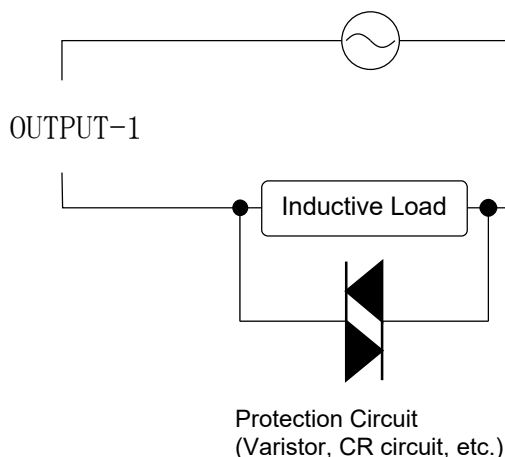 OUTPUT-1
Inductive Load
Protection Circuit
(Varistor, CR circuit, etc.)